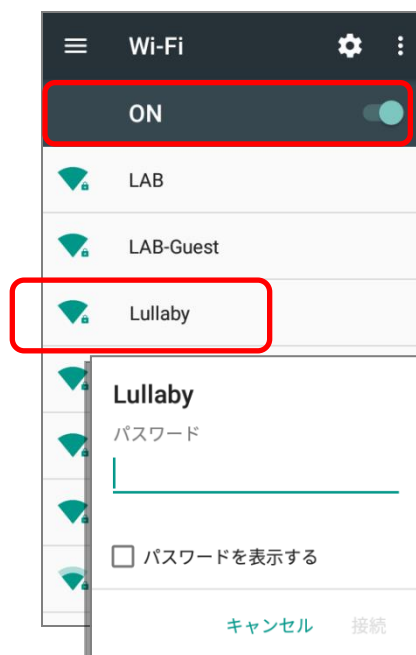 Wi-Fi
ON
LAB
LAB-Guest
Lullaby
Lullaby
パスワード
パスワードを表示する
キャンセル 接続